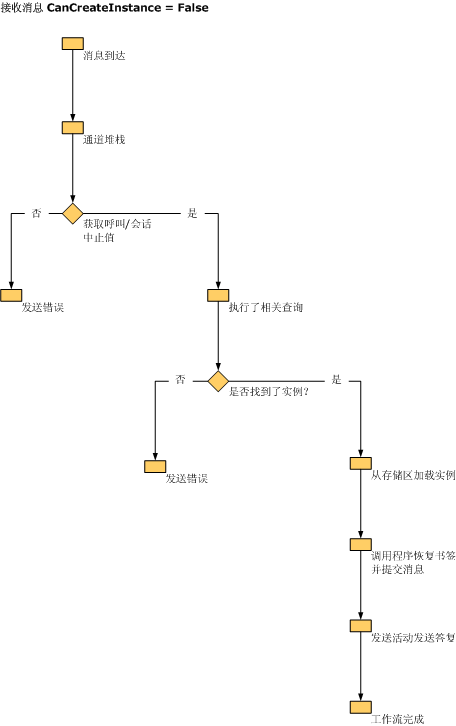 接收消息 CanCreateInstance = False
消息到达
通道堆栈
否
是
获取呼叫/会话
中止值
发送错误
执行了相关查询
否
是
是否找到了实例?
发送错误
从存储区加载实例
调用程序恢复书签
并提交消息
发送活动发送答复
工作流完成